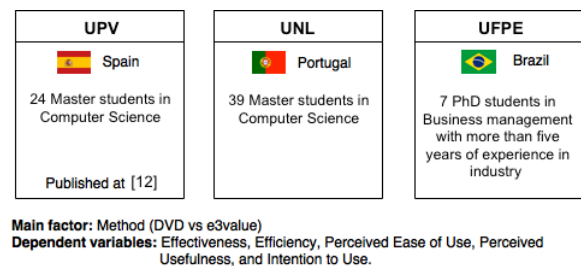 UPV
Spain
24 Master students in
Computer Science
Published at [12]
UNL
Portugal
39 Master students in
Computer Science
UFPE
Brazil
7 PhD students in
Business management
with more than five
years of experience in
industry
Main factor: Method (DVD vs e3value)
Dependent variables: Effectiveness, Efficiency, Perceived Ease of Use, Perceived
Usefulness, and Intention to Use.